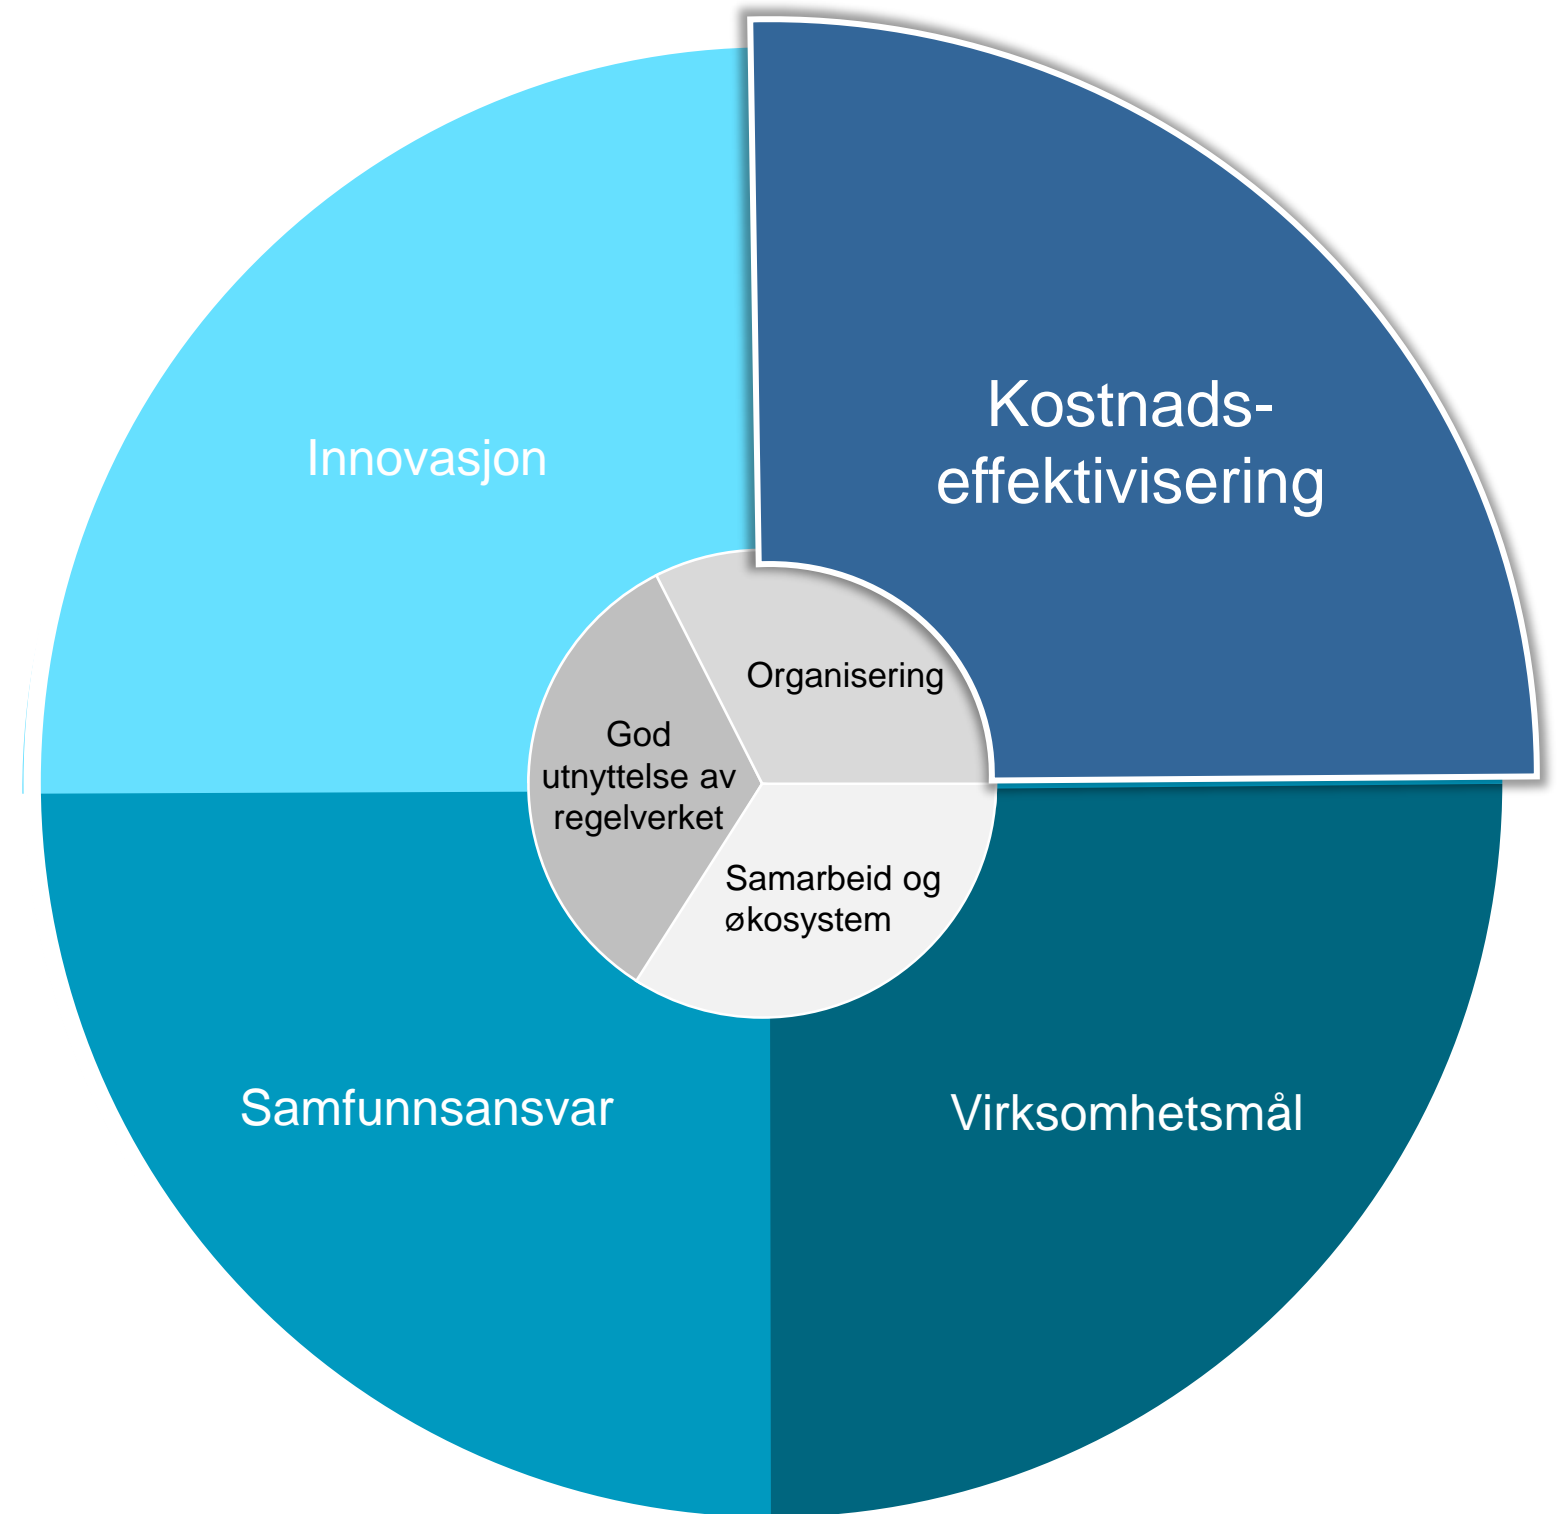 Kostnads-
effektivisering
Innovasjon
Organisering
God
utnyttelse av
regelverket
Samarbeid og
økosystem
Samfunnsansvar
Virksomhetsmål